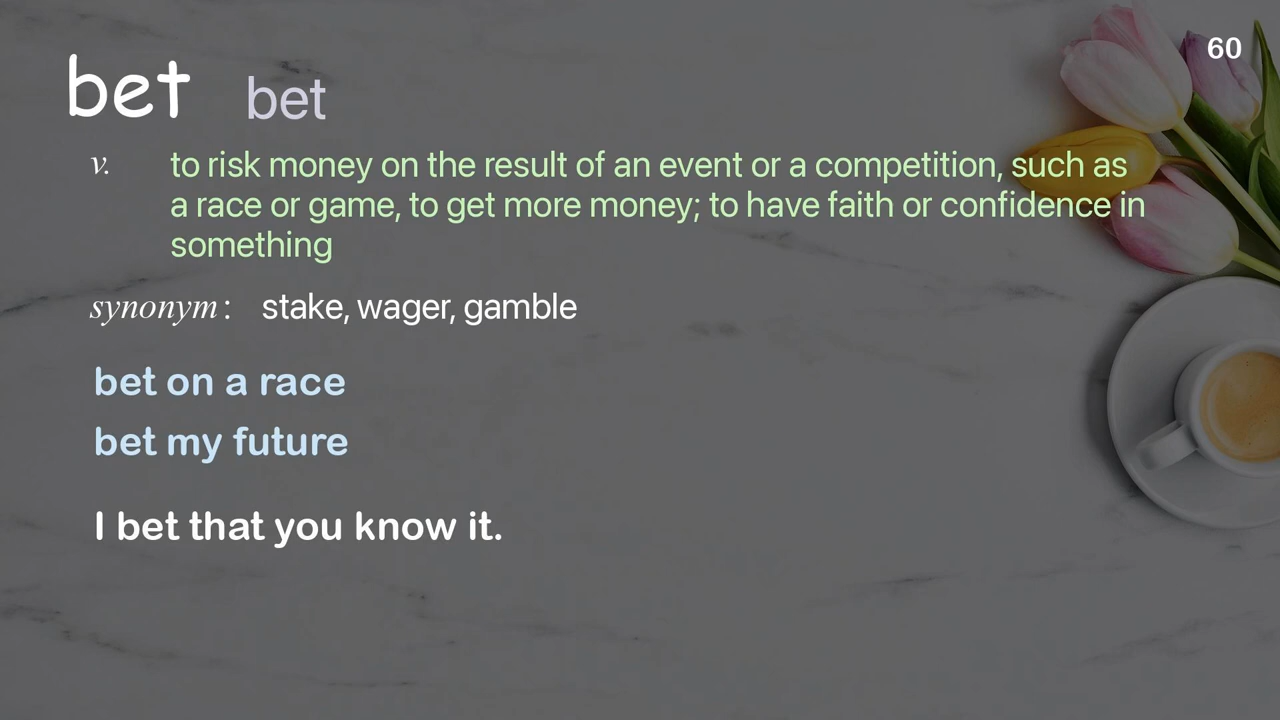 60
bet bet
v. to risk money on the result of an event or a competition, such as
a race or game, to get more money; to have faith or confidence in
something
synonym: stake, wager, gamble
bet on a race
bet my future
I bet that you know it.